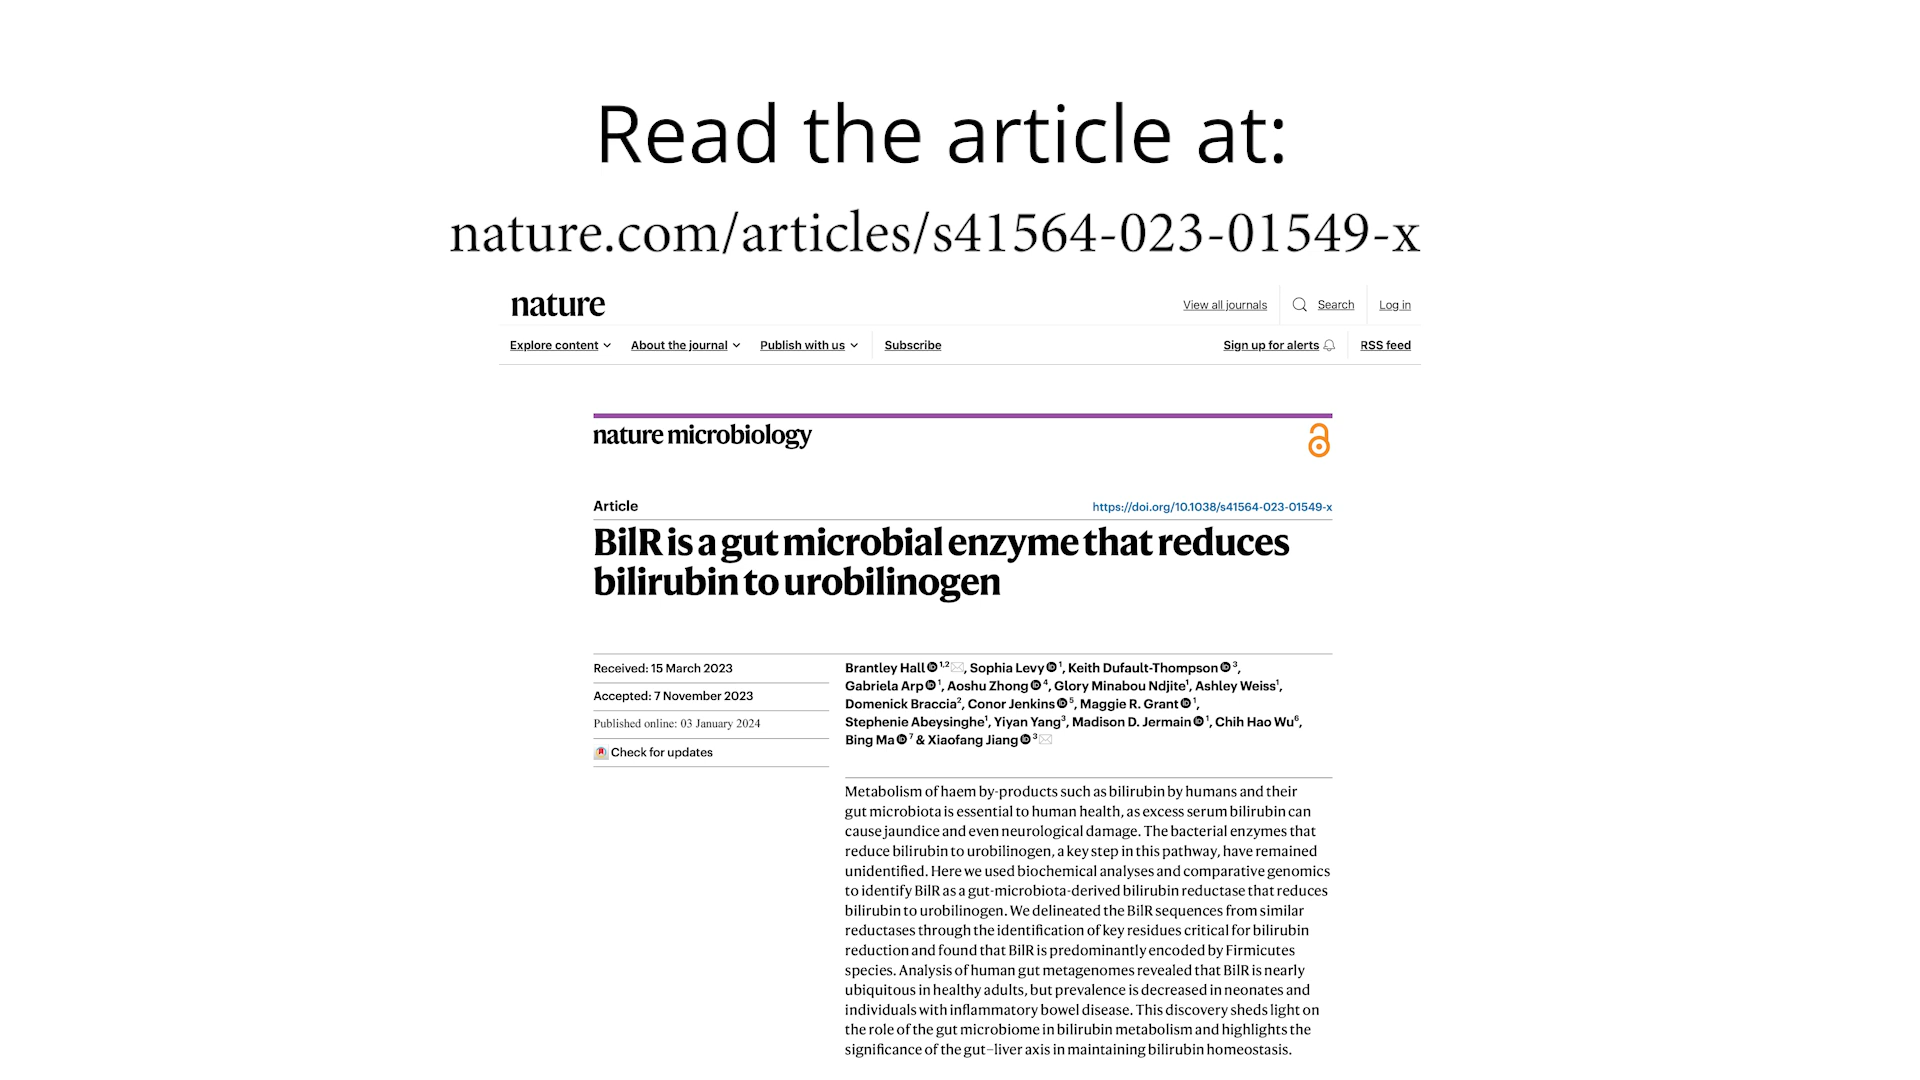 Read the article at:
nature.com/articles/s41564-023-01549-x
nature
View all journals Search Log in
Explore content About the journal Publish with us Subscribe Sign up for alerts RSS feed
nature microbiology
Article https://doi.org/10.1038/s41564-023-01549-x
BilR is a gut microbial enzyme that reduces
bilirubin to urobilinogen
Received: 15 March 2023
Accepted: 7 November 2023
Published online: 03 January 2024
Check for updates
Brantley Hall 1,2, Sophia Levy 1, Keith Dufault-Thompson 3,
Gabriela Arp 1, Aoshu Zhong 4, Glory Minabou Ndjite1, Ashley Weiss1,
Domenick Braccia2, Conor Jenkins 5, Maggie R. Grant 1,
Stephenie Abeysinghe1, Yiyan Yang3, Madison D. Jermain 1, Chih Hao Wu6,
Bing Ma 7 & Xiaofang Jiang 3
Metabolism of haem by-products such as bilirubin by humans and their
gut microbiota is essential to human health, as excess serum bilirubin can
cause jaundice and even neurological damage. The bacterial enzymes that
reduce bilirubin to urobilinogen, a key step in this pathway, have remained
unidentified. Here we used biochemical analyses and comparative genomics
to identify BilR as a gut-microbiota-derived bilirubin reductase that reduces
bilirubin to urobilinogen. We delineated the BilR sequences from similar
reductases through the identification of key residues critical for bilirubin
reduction and found that BilR is predominantly encoded by Firmicutes
species. Analysis of human gut metagenomes revealed that BilR is nearly
ubiquitous in healthy adults, but prevalence is decreased in neonates and
individuals with inflammatory bowel disease. This discovery sheds light on
the role of the gut microbiome in bilirubin metabolism and highlights the
significance of the gut–liver axis in maintaining bilirubin homeostasis.